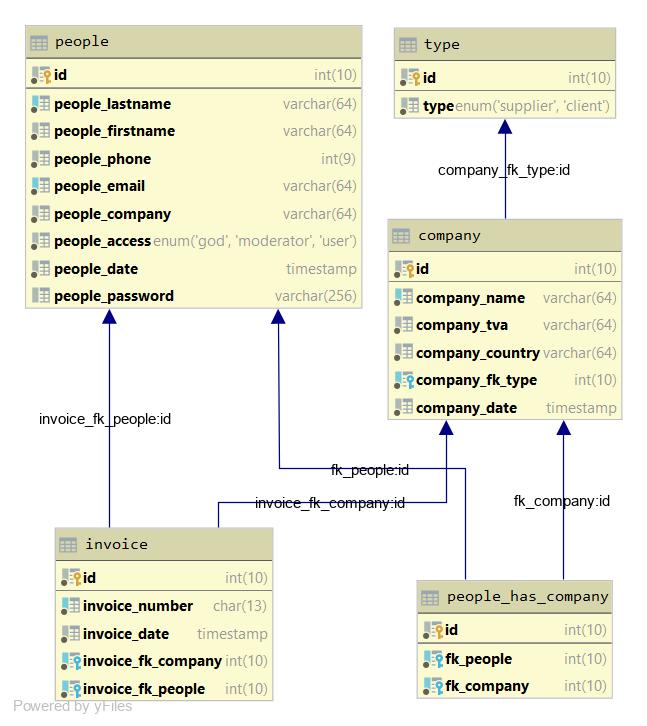 people
id int(10)
people_lastname varchar(64)
people_firstname varchar(64)
people_phone int(9)
people_email varchar(64)
people_company varchar(64)
people_access enum('god', 'moderator', 'user')
people_date timestamp
people_password varchar(256)
type
id int(10)
type enum('supplier', 'client')
company_fk_type:id
company
id int(10)
company_name varchar(64)
company_tva varchar(64)
company_country varchar(64)
company_fk_type int(10)
company_date timestamp
invoice_fk_people:id
fk_people:id
invoice_fk_company:id
fk_company:id
invoice
id int(10)
invoice_number char(13)
invoice_date timestamp
invoice_fk_company int(10)
invoice_fk_people int(10)
people_has_company
id int(10)
fk_people int(10)
fk_company int(10)
Powered by yFiles